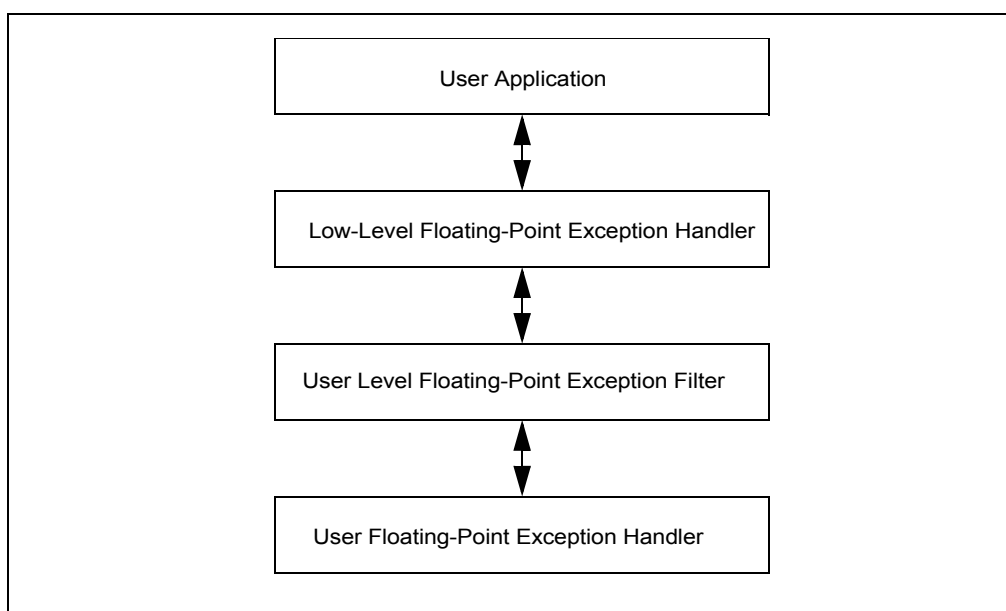 User Application
Low-Level Floating-Point Exception Handler
User Level Floating-Point Exception Filter
User Floating-Point Exception Handler